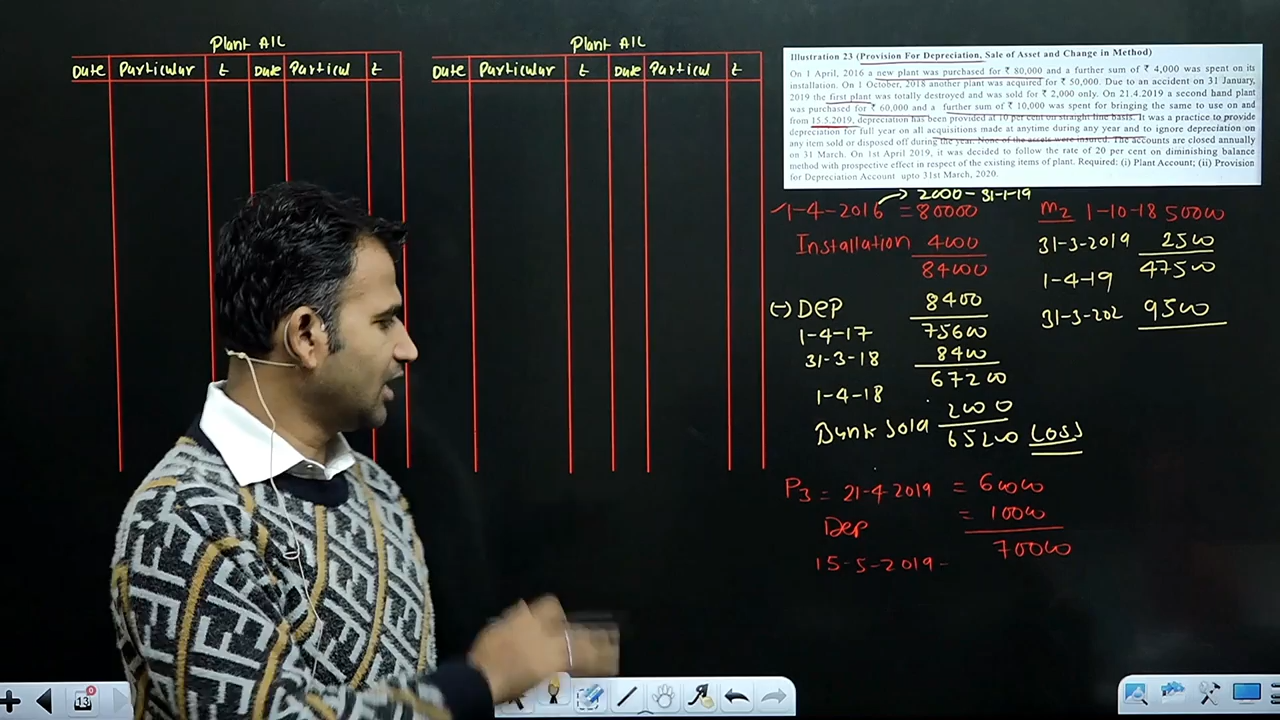 Plant A/c
Date Particular ₹ Date Particul ₹
Plant A/c
Date Particular ₹ Date Particul ₹
Illustration 23 (Provision For Depreciation, Sale of Asset and Change in Method)
On 1 April, 2016 a new plant was purchased for ₹ 80,000 and a further sum of ₹ 4,000 was spent on its
installation. On 1 October, 2018 another plant was acquired for ₹ 50,000. Due to an accident on 31 January,
2019 the first plant was totally destroyed and was sold for ₹ 2,000 only. On 21.4.2019 a second hand plant
was purchased for ₹ 60,000 and a further sum of ₹ 10,000 was spent for bringing the same to use on and
from 15.5.2019, depreciation has been provided at 10 per cent on straight line basis. It was a practice to provide
depreciation for full year on all acquisitions made at anytime during any year and to ignore depreciation on
any item sold or disposed off during the year. None of the assets were insured. The accounts are closed annually
on 31 March. On 1st April 2019, it was decided to follow the rate of 20 per cent on diminishing balance
method with prospective effect in respect of the existing items of plant. Required: (i) Plant Account; (ii) Provision
for Depreciation Account upto 31st March, 2020.
2000 - 31-1-19
1-4-2016 = 80000
Installation 4000
84000
(-) Dep 8400
1-4-17 75600
31-3-18 8400
1-4-18 67200
2000
Bank Sold 65200 Loss
M2 1-10-18 50000
31-3-2019 2500
1-4-19 47500
31-3-202 9500
P3 = 21-4-2019 = 60000
Dep = 10000
15-5-2019- 70000
13
0